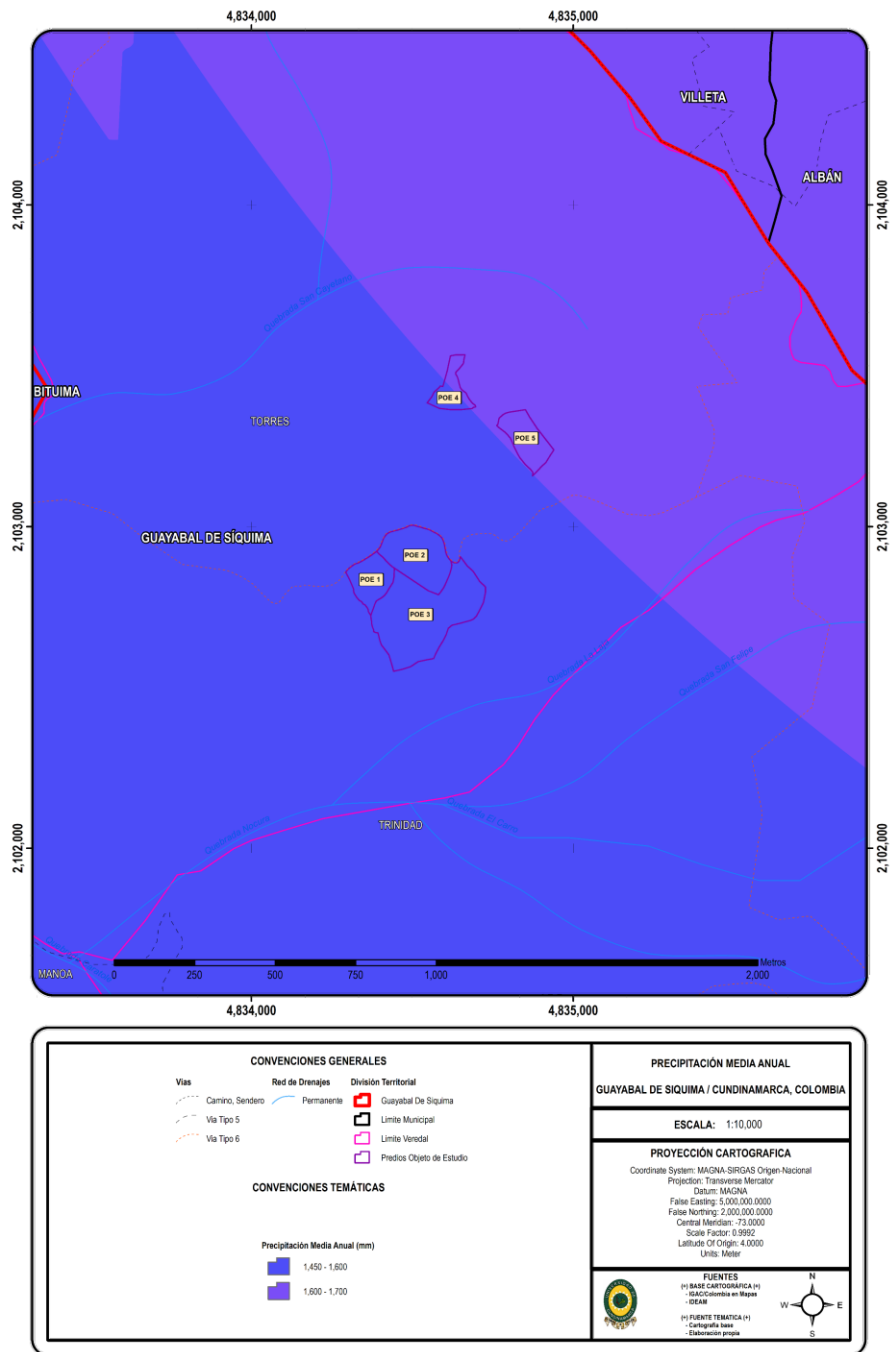 4,834,000
4,835,000
VILLETA
ALBÁN
2,104,000
2,104,000
BITUIMA
TORRES
POE 4
POE 5
2,103,000
2,103,000
GUAYABAL DE SÍQUIMA
POE 2
POE 1
POE 3
Quebrada San Felipe
Quebrada El Cerro
Quebrada
TRINIDAD
2,102,000
2,102,000
MANOA
Metros
0
250
500
750
1,000
2,000
4,834,000
4,835,000
CONVENCIONES GENERALES
Vías
Red de Drenajes
División Territorial
Camino, Sendero
Permanente
Guayabal De Siquima
Via Tipo 5
Limite Municipal
Via Tipo 6
Limite Veredal
Predios Objeto de Estudio
CONVENCIONES TEMÁTICAS
Precipitación Media Anual (mm)
1,450 - 1,600
1,600 - 1,700
PRECIPITACIÓN MEDIA ANUAL
GUAYABAL DE SIQUIMA / CUNDINAMARCA, COLOMBIA
ESCALA: 1:10,000
PROYECCIÓN CARTOGRAFICA
Coordinate System: MAGNA-SIRGAS Origen-Nacional
Projection: Transverse Mercator
Datum: MAGNA
False Easting: 5,000,000.0000
False Northing: 2,000,000.0000
Central Meridian: -73.0000
Scale Factor: 0.9992
Latitude Of Origin: 4.0000
Units: Meter
FUENTES
(+) BASE CARTOGRÁFICA (+)
- IGAC/Colombia en Mapas
- IDEAM
(+) FUENTE TEMATICA (+)
- Cartografía base
- Elaboración propia
N
W
E
S